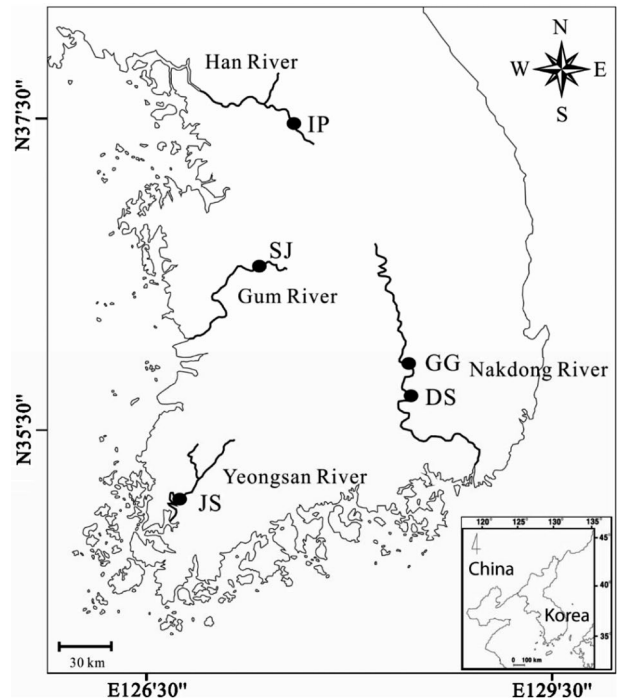 N
W E
S
Han River
IP
N37'30"
SJ
Gum River
GG
Nakdong River
DS
N35'30"
Yeongsan River
JS
30 km
E126'30"
E129'30"
120° 125° 130° 135°
45°
China
40°
Korea
35°
0 100 km